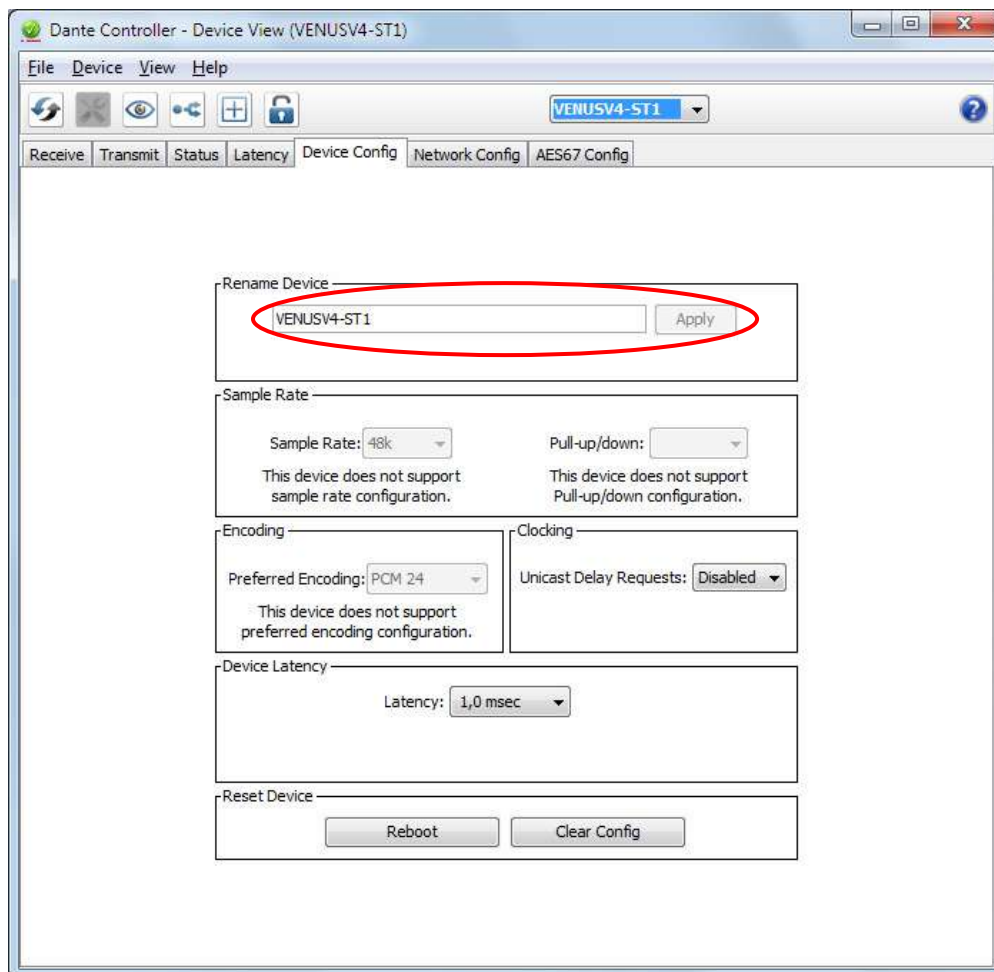 Dante Controller - Device View (VENUSV4-ST1)
File Device View Help
VENUSV4-ST1
Receive Transmit Status Latency Device Config Network Config AES67 Config
Rename Device
VENUSV4-ST1 Apply
Sample Rate
Sample Rate: 48k Pull-up/down:
This device does not support This device does not support
sample rate configuration. Pull-up/down configuration.
Encoding Clocking
Preferred Encoding: PCM 24 Unicast Delay Requests: Disabled
This device does not support
preferred encoding configuration.
Device Latency
Latency: 1,0 msec
Reset Device
Reboot Clear Config